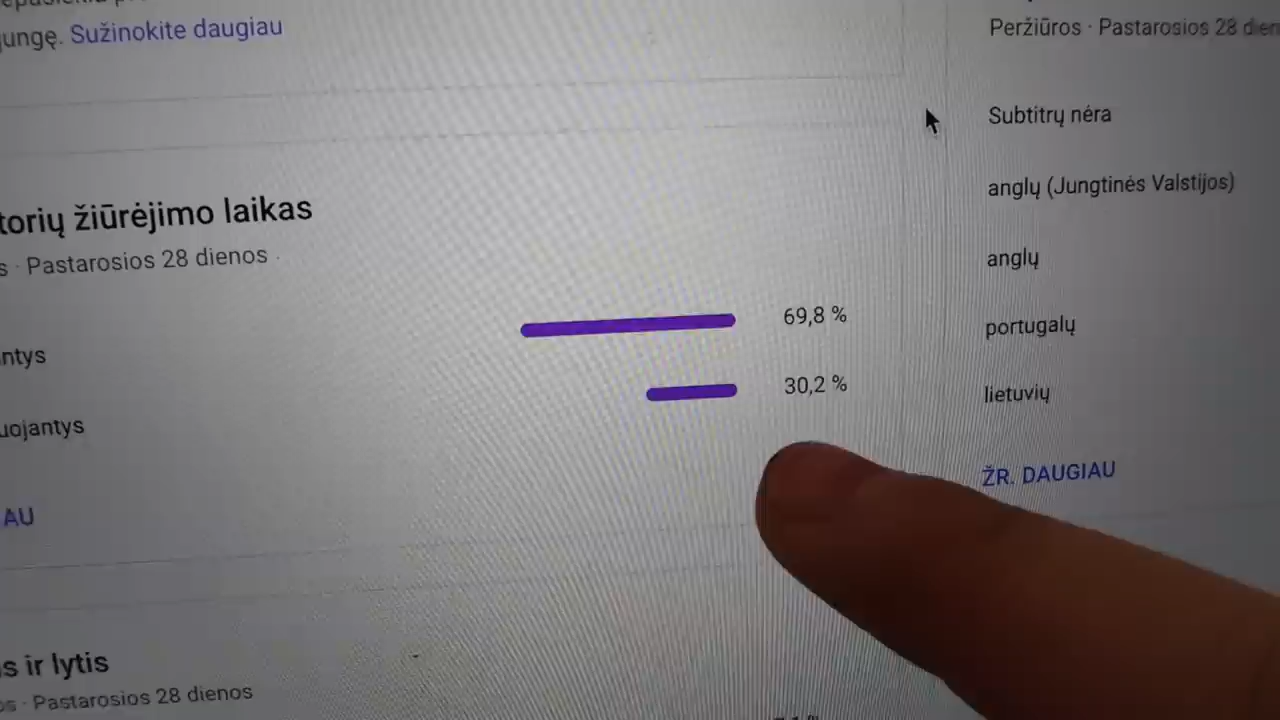 jungę. Sužinokite daugiau
torių žiūrėjimo laikas
s · Pastarosios 28 dienos
ntys
69,8 %
uojantys
30,2 %
AU
s ir lytis
os · Pastarosios 28 dienos
Peržiūros · Pastarosios 28 dien
Subtitrų nėra
anglų (Jungtinės Valstijos)
anglų
portugalų
lietuvių
ŽR. DAUGIAU